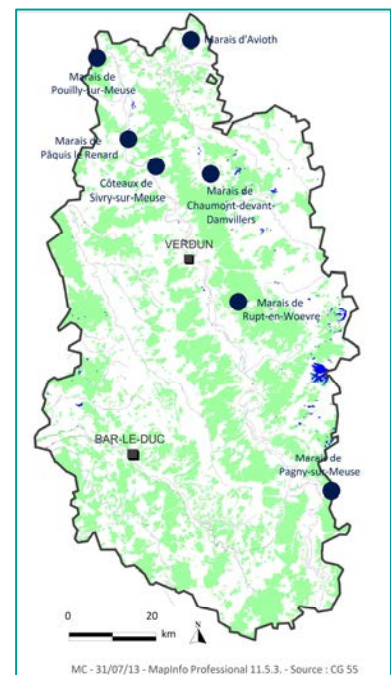 Marais d'Avioth
Marais de
Pouilly-sur-Meuse
Marais de
Pâquis le Renard
Côteaux de
Sivry-sur-Meuse
Marais de
Chaumont-devant-
Damvillers
VERDUN
Marais de
Rupt-en-Woevre
BAR-LE-DUC
Marais de
Pagny-sur-Meuse
0 20
km
N
MC - 31/07/13 - MapInfo Professional 11.5.3. - Source : CG 55